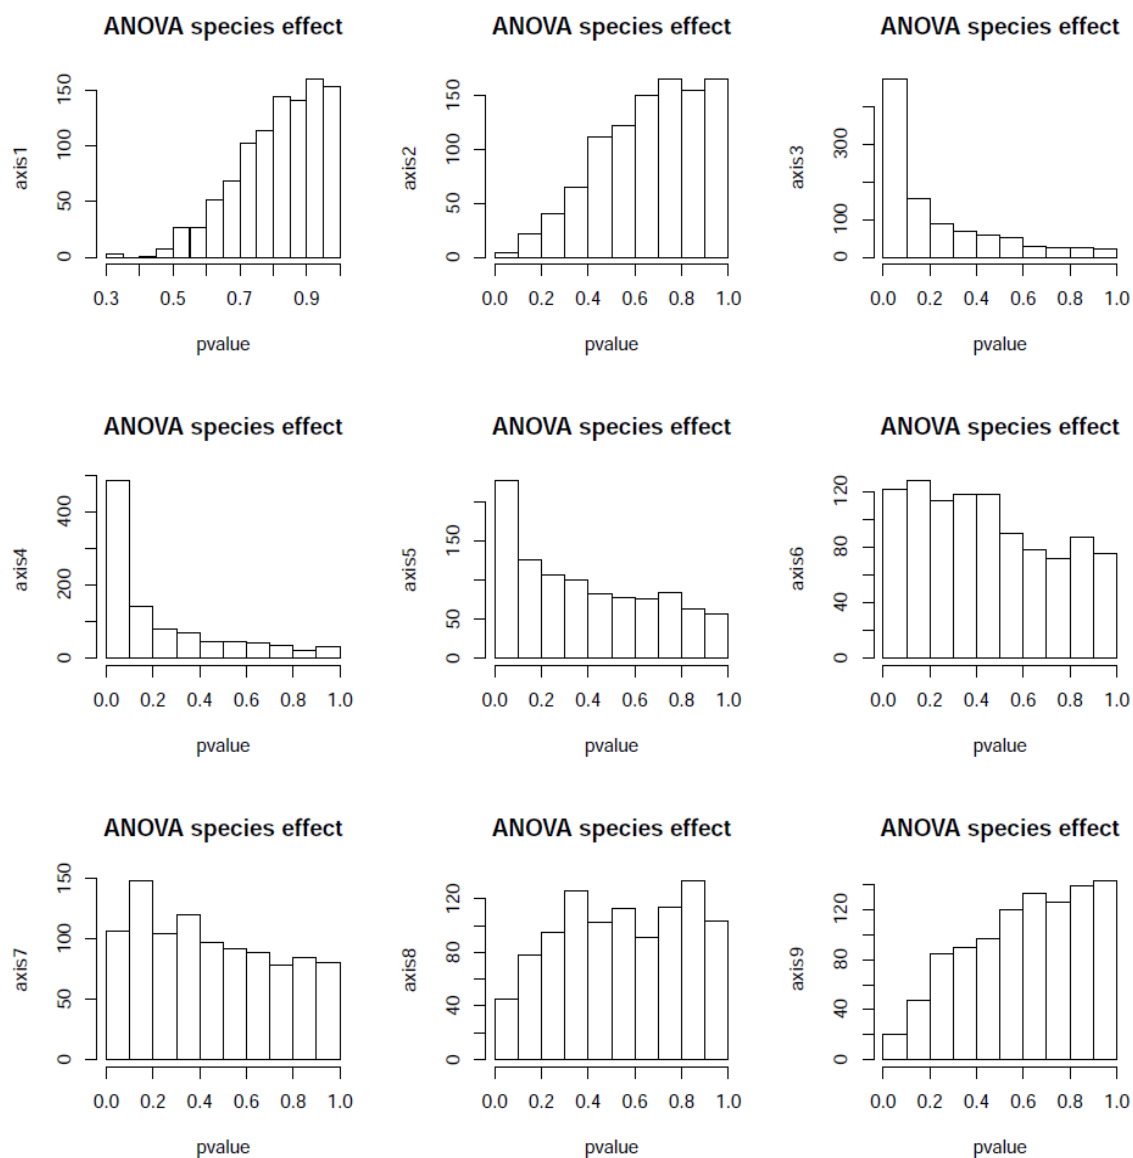 ANOVA species effect
axis1
0 50 100 150
0.3 0.5 0.7 0.9
pvalue
ANOVA species effect
axis2
0 50 100 150
0.0 0.2 0.4 0.6 0.8 1.0
pvalue
ANOVA species effect
axis3
0 100 300
0.0 0.2 0.4 0.6 0.8 1.0
pvalue
ANOVA species effect
axis4
0 200 400
0.0 0.2 0.4 0.6 0.8 1.0
pvalue
ANOVA species effect
axis5
0 50 150
0.0 0.2 0.4 0.6 0.8 1.0
pvalue
ANOVA species effect
axis6
0 40 80 120
0.0 0.2 0.4 0.6 0.8 1.0
pvalue
ANOVA species effect
axis7
0 50 100 150
0.0 0.2 0.4 0.6 0.8 1.0
pvalue
ANOVA species effect
axis8
0 40 80 120
0.0 0.2 0.4 0.6 0.8 1.0
pvalue
ANOVA species effect
axis9
0 40 80 120
0.0 0.2 0.4 0.6 0.8 1.0
pvalue